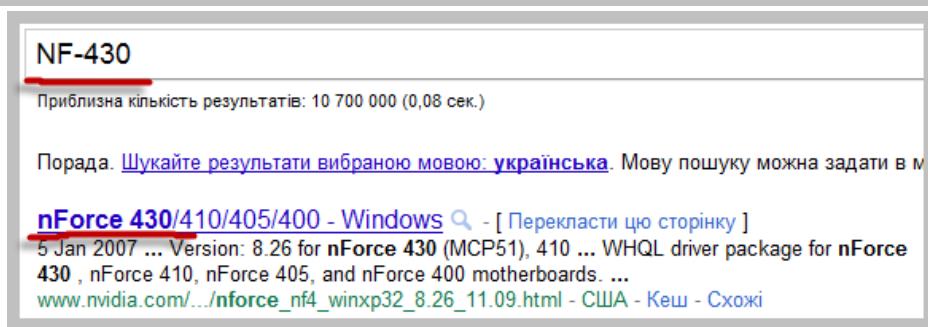 NF-430
Приблизна кількість результатів: 10 700 000 (0,08 сек.)
Порада. Шукайте результати вибраною мовою: українська. Мову пошуку можна задати в м
nForce 430/410/405/400 - Windows - [ Перекласти цю сторінку ]
5 Jan 2007 ... Version: 8.26 for nForce 430 (MCP51), 410 ... WHQL driver package for nForce
430 , nForce 410, nForce 405, and nForce 400 motherboards. ...
www.nvidia.com/.../nforce_nf4_winxp32_8.26_11.09.html - США - Кеш - Схожі